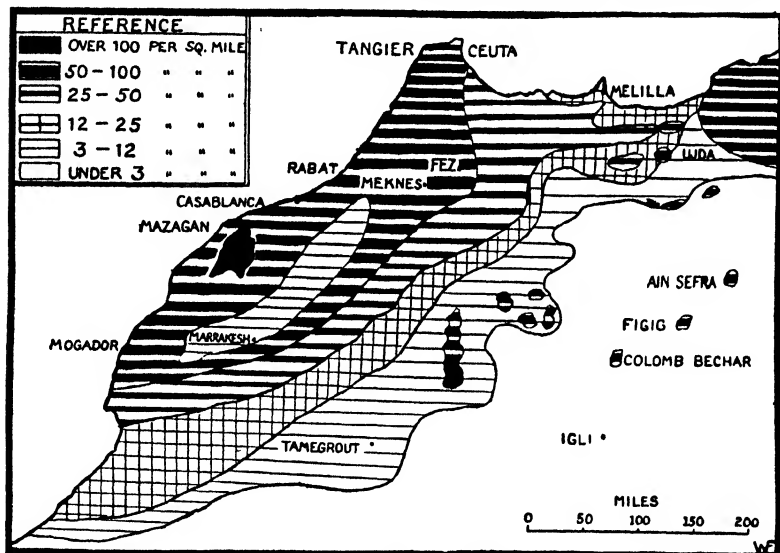 REFERENCE
OVER 100 PER SQ. MILE
50 – 100 " " "
25 – 50 " " "
12 – 25 " " "
3 – 12 " " "
UNDER 3 " " "
TANGIER
CEUTA
MELILLA
UJDA
FEZ
RABAT
MEKNES
CASABLANCA
MAZAGAN
AIN SEFRA
FIGIG
MOGADOR
MARRAKESH
COLOMB BECHAR
TAMEGROUT
IGLI
MILES
0 50 100 150 200